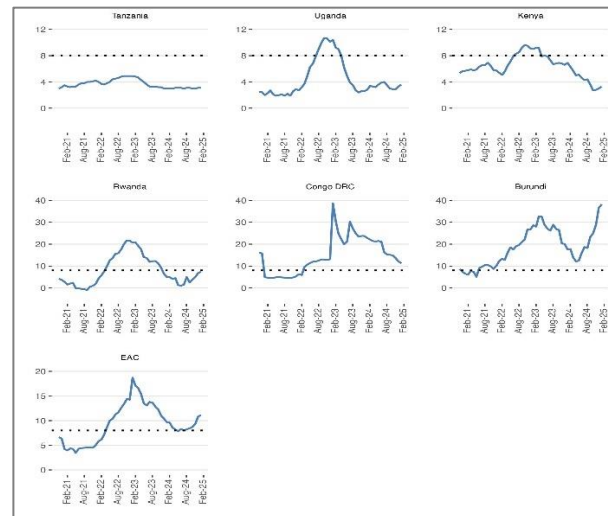 Tanzania
Uganda
Kenya
12
8
4
0
12
8
4
0
12
8
4
0
Feb-21
Aug-21
Feb-22
Aug-22
Feb-23
Aug-23
Feb-24
Aug-24
Feb-25
Feb-21
Aug-21
Feb-22
Aug-22
Feb-23
Aug-23
Feb-24
Aug-24
Feb-25
Feb-21
Aug-21
Feb-22
Aug-22
Feb-23
Aug-23
Feb-24
Aug-24
Feb-25
Rwanda
Congo DRC
Burundi
40
30
20
10
0
40
30
20
10
0
40
30
20
10
0
Feb-21
Aug-21
Feb-22
Aug-22
Feb-23
Aug-23
Feb-24
Aug-24
Feb-25
Feb-21
Aug-21
Feb-22
Aug-22
Feb-23
Aug-23
Feb-24
Aug-24
Feb-25
Feb-21
Aug-21
Feb-22
Aug-22
Feb-23
Aug-23
Feb-24
Aug-24
Feb-25
EAC
20
15
10
5
0
Feb-21
Aug-21
Feb-22
Aug-22
Feb-23
Aug-23
Feb-24
Aug-24
Feb-25